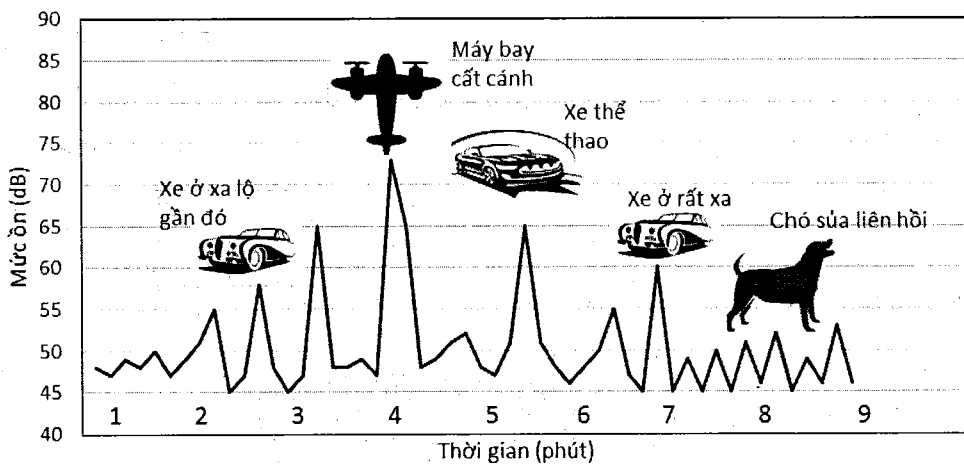 90
85
80
75
70
65
60
55
50
45
40
Mức ồn (dB)
Máy bay
cất cánh
Xe thể
thao
Xe ở xa lộ
gần đó
Xe ở rất xa
Chó sủa liên hồi
1 2 3 4 5 6 7 8 9
Thời gian (phút)